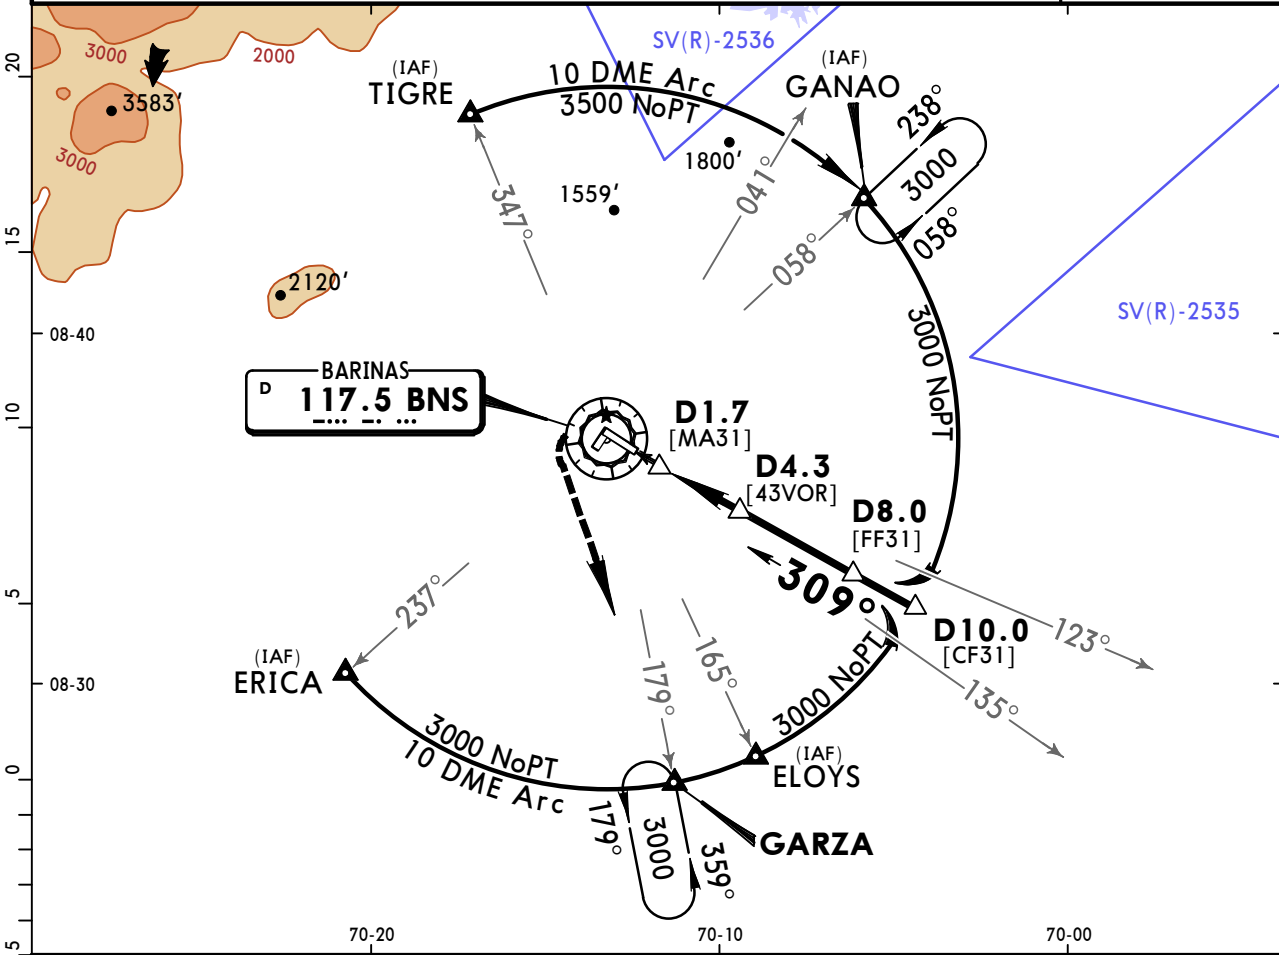 3000
2000
3583'
3000
2120'
20
15
10
5
0
5
08-40
08-30
70-20
70-10
70-00
SV(R)-2536
SV(R)-2535
(IAF)
TIGRE
10 DME Arc
3500 NoPT
(IAF)
GANAO
238°
3000
058°
058°
041°
347°
1800'
1559'
3000 NoPT
BARINAS
D 117.5 BNS
D1.7
[MA31]
D4.3
[43VOR]
D8.0
[FF31]
309°
D10.0
[CF31]
123°
135°
237°
(IAF)
ERICA
3000 NoPT
10 DME Arc
179°
165°
3000 NoPT
(IAF)
ELOYS
GARZA
179°
3000
359°